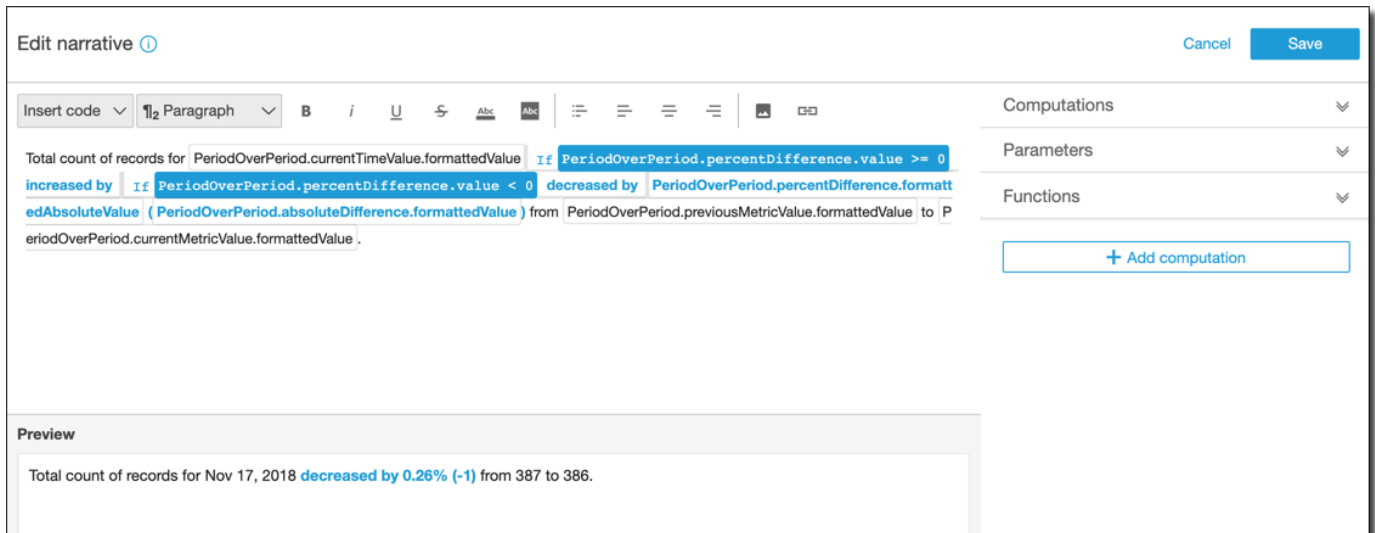 Edit narrative
Cancel
Save
Insert code
¶2 Paragraph
B
i
U
S
Abc
Abc
Computations
Parameters
Functions
+ Add computation
Total count of records for PeriodOverPeriod.currentTimeValue.formattedValue If PeriodOverPeriod.percentDifference.value >= 0
increased by If PeriodOverPeriod.percentDifference.value < 0 decreased by PeriodOverPeriod.percentDifference.formatt
edAbsoluteValue ( PeriodOverPeriod.absoluteDifference.formattedValue ) from PeriodOverPeriod.previousMetricValue.formattedValue to P
eriodOverPeriod.currentMetricValue.formattedValue .
Preview
Total count of records for Nov 17, 2018 decreased by 0.26% (-1) from 387 to 386.